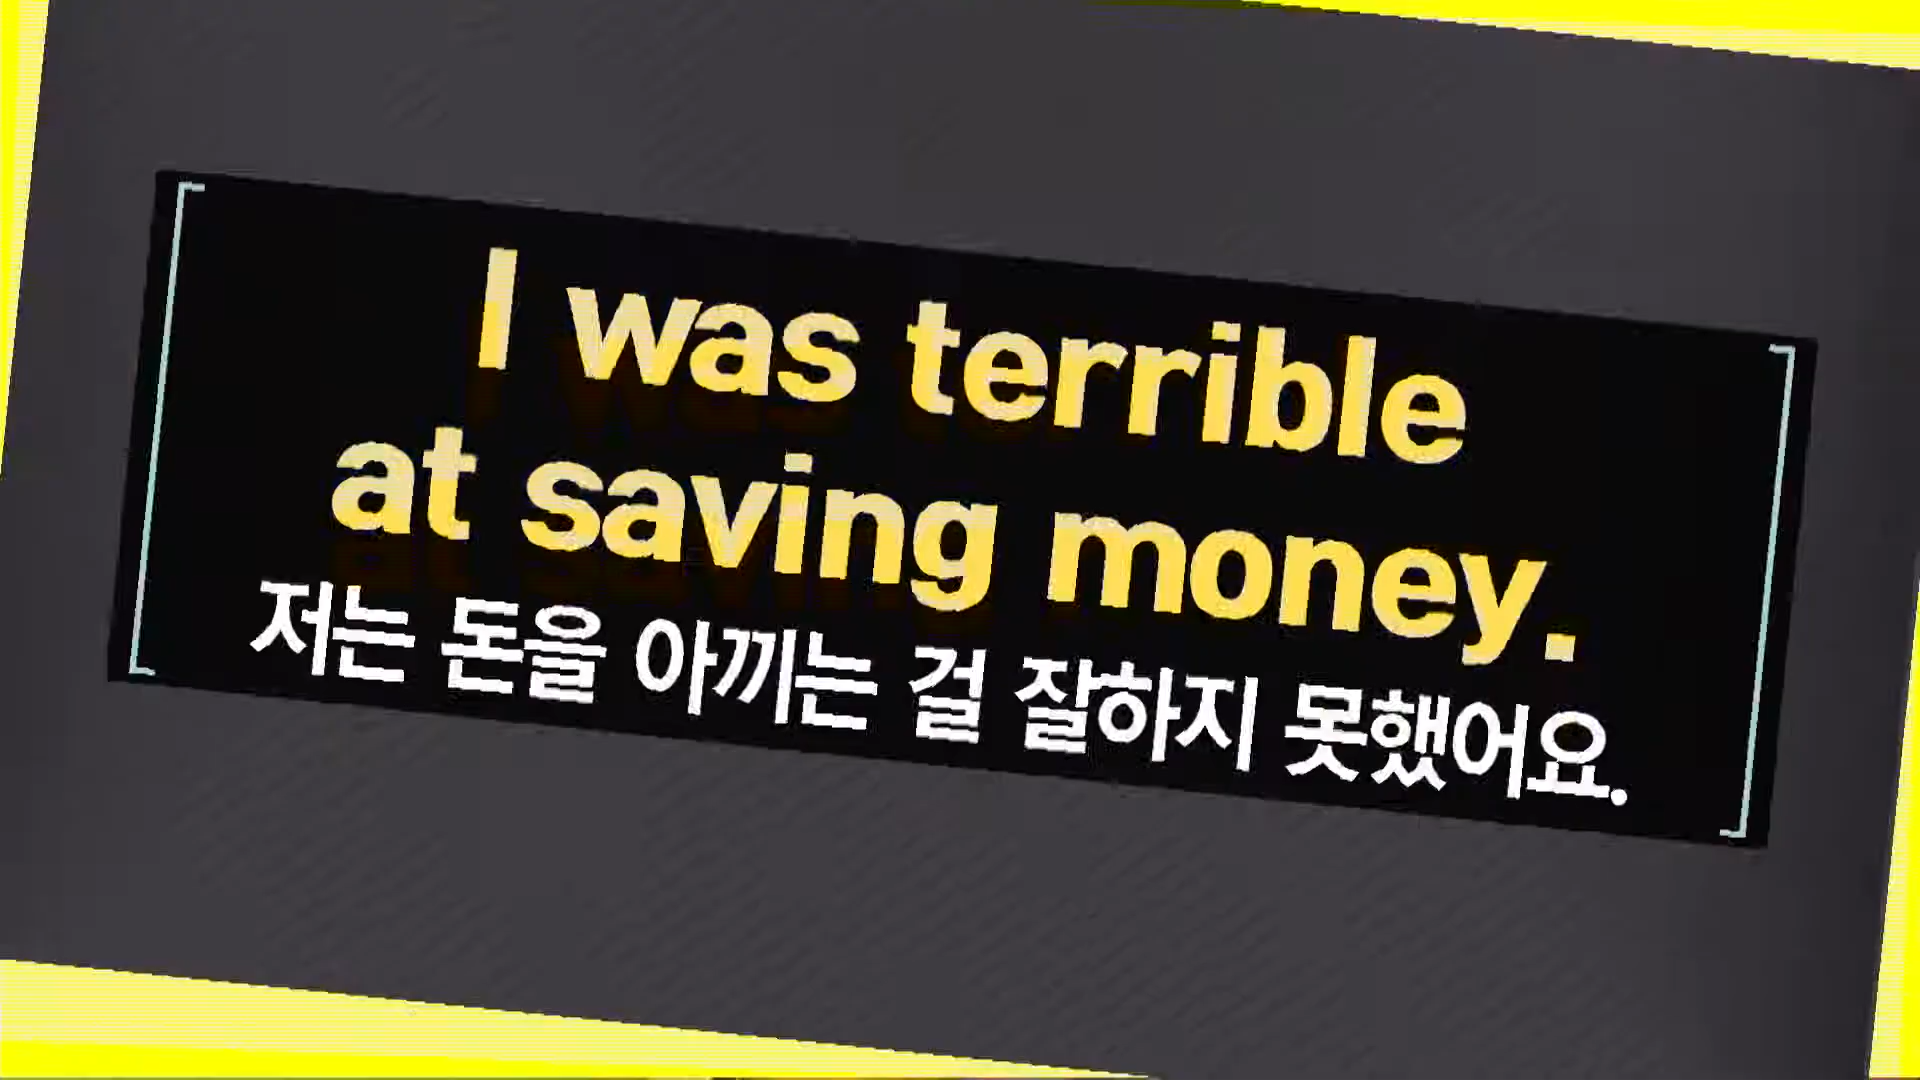 I was terrible
at saving money.
저는 돈을 아끼는 걸 잘하지 못했어요.